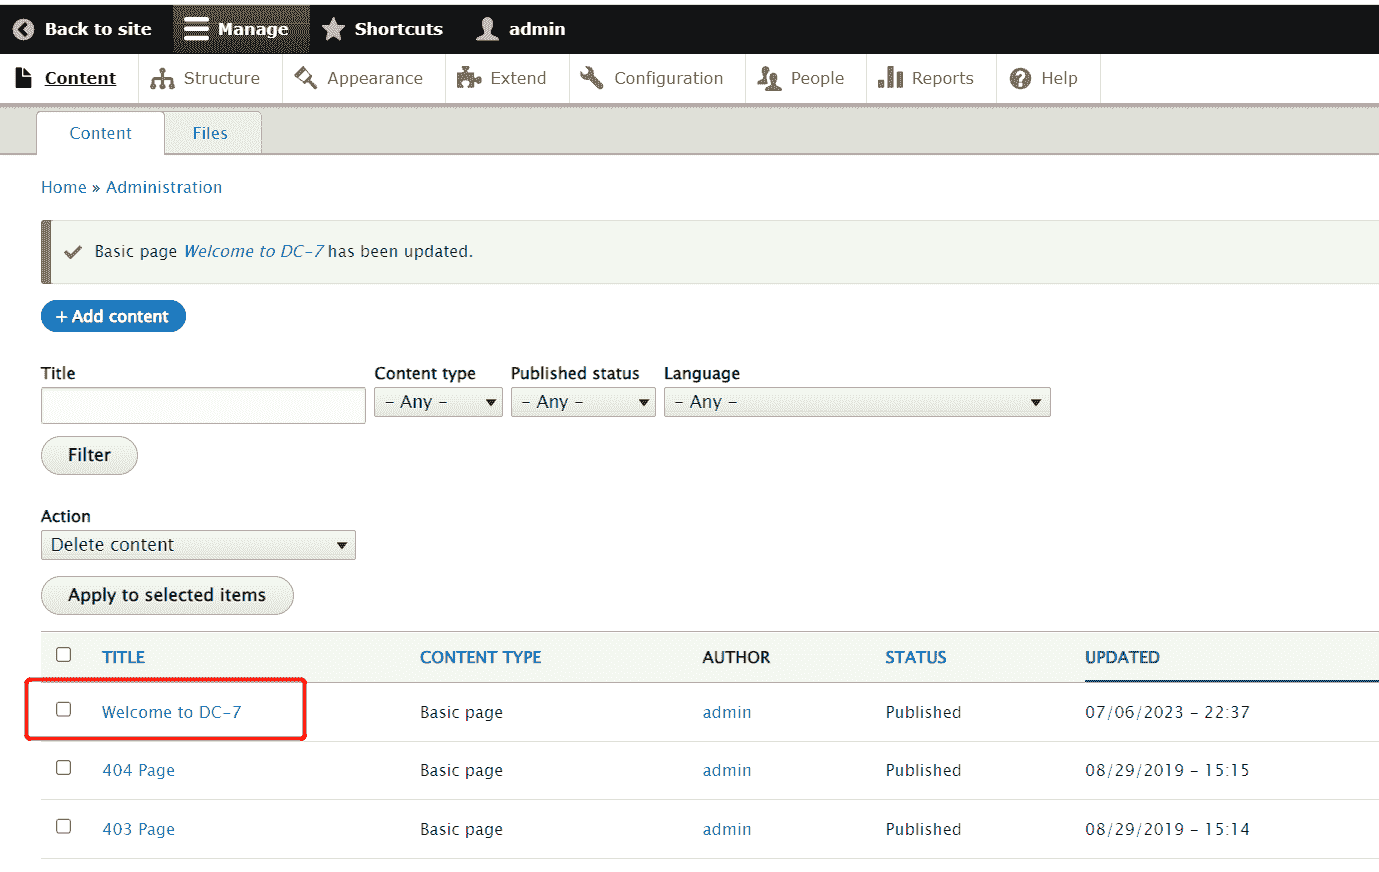 Back to site Manage Shortcuts admin
Content Structure Appearance Extend Configuration People Reports Help
Content Files
Home » Administration
Basic page Welcome to DC-7 has been updated.
+ Add content
Title Content type Published status Language
- Any - - Any - - Any -
Filter
Action
Delete content
Apply to selected items
TITLE CONTENT TYPE AUTHOR STATUS UPDATED
Welcome to DC-7 Basic page admin Published 07/06/2023 - 22:37
404 Page Basic page admin Published 08/29/2019 - 15:15
403 Page Basic page admin Published 08/29/2019 - 15:14